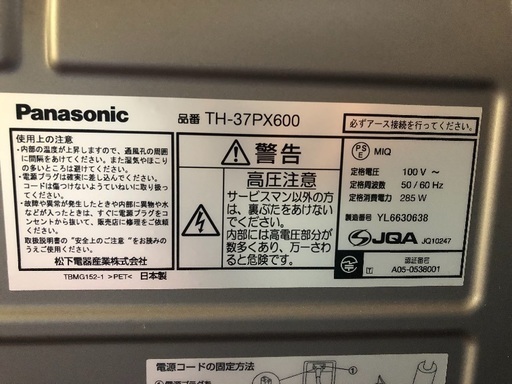 Panasonic
品番 TH-37PX600
必ずアース接続を行ってください。
使用上の注意
・内部の温度が上昇しますので、通風孔の周囲
に間隔をあけてください。また湿気やほこり
の多いところは避けてください。
・電源プラグは確実に差し込んでください。
コードは傷つけないようていねいに取り扱っ
てください。
・故障や異常が発生したときや内部に異物や水
などが入ったときは、すぐに電源プラグをコ
ンセントから抜いて、販売店に修理をご依頼
ください。
取扱説明書の"安全上のご注意"をお読みの
うえご使用ください。
松下電器産業株式会社
TBMG152-1 >PET< 日本製
警告
高圧注意
サービスマン以外の方
は、裏ぶたをあけない
でください。
内部には高電圧部分が
数多くあり、万一さわる
と危険です。
PS
E
MIQ
定格電圧 100 V ～
定格周波数 50 / 60 Hz
定格消費電力 285 W
製造番号 YL6630638
JQA JQ10247
T
認証番号
A05-0538001
電源コードの固定方法
①